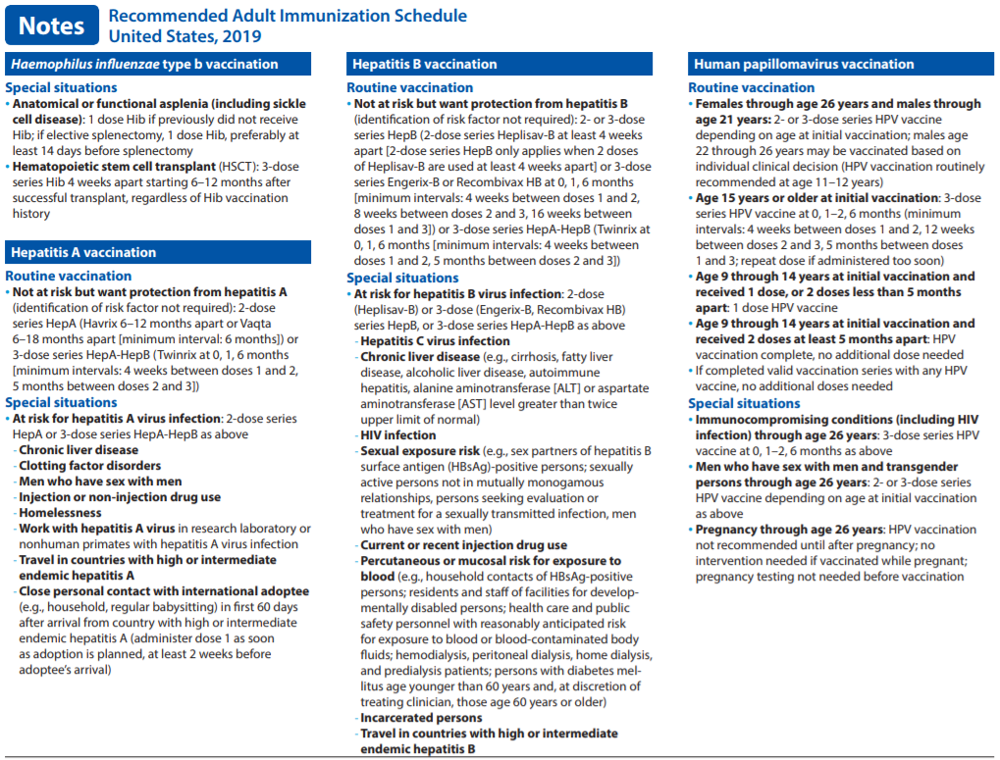 Notes
Recommended Adult Immunization Schedule
United States, 2019
Haemophilus influenzae type b vaccination
Special situations
• Anatomical or functional asplenia (including sickle
cell disease): 1 dose Hib if previously did not receive
Hib; if elective splenectomy, 1 dose Hib, preferably at
least 14 days before splenectomy
• Hematopoietic stem cell transplant (HSCT): 3-dose
series Hib 4 weeks apart starting 6–12 months after
successful transplant, regardless of Hib vaccination
history
Hepatitis A vaccination
Routine vaccination
• Not at risk but want protection from hepatitis A
(identification of risk factor not required): 2-dose
series HepA (Havrix 6–12 months apart or Vaqta
6–18 months apart [minimum interval: 6 months]) or
3-dose series HepA-HepB (Twinrix at 0, 1, 6 months
[minimum intervals: 4 weeks between doses 1 and 2,
5 months between doses 2 and 3])
Special situations
• At risk for hepatitis A virus infection: 2-dose series
HepA or 3-dose series HepA-HepB as above
- Chronic liver disease
- Clotting factor disorders
- Men who have sex with men
- Injection or non-injection drug use
- Homelessness
- Work with hepatitis A virus in research laboratory or
nonhuman primates with hepatitis A virus infection
- Travel in countries with high or intermediate
endemic hepatitis A
- Close personal contact with international adoptee
(e.g., household, regular babysitting) in first 60 days
after arrival from country with high or intermediate
endemic hepatitis A (administer dose 1 as soon
as adoption is planned, at least 2 weeks before
adoptee's arrival)
Hepatitis B vaccination
Routine vaccination
• Not at risk but want protection from hepatitis B
(identification of risk factor not required): 2- or 3-dose
series HepB (2-dose series Heplisav-B at least 4 weeks
apart [2-dose series HepB only applies when 2 doses
of Heplisav-B are used at least 4 weeks apart] or 3-dose
series Engerix-B or Recombivax HB at 0, 1, 6 months
[minimum intervals: 4 weeks between doses 1 and 2,
8 weeks between doses 2 and 3, 16 weeks between
doses 1 and 3]) or 3-dose series HepA-HepB (Twinrix at
0, 1, 6 months [minimum intervals: 4 weeks between
doses 1 and 2, 5 months between doses 2 and 3])
Special situations
• At risk for hepatitis B virus infection: 2-dose
(Heplisav-B) or 3-dose (Engerix-B, Recombivax HB)
series HepB, or 3-dose series HepA-HepB as above
- Hepatitis C virus infection
- Chronic liver disease (e.g., cirrhosis, fatty liver
disease, alcoholic liver disease, autoimmune
hepatitis, alanine aminotransferase [ALT] or aspartate
aminotransferase [AST] level greater than twice
upper limit of normal)
- HIV infection
- Sexual exposure risk (e.g., sex partners of hepatitis B
surface antigen (HBsAg)-positive persons; sexually
active persons not in mutually monogamous
relationships, persons seeking evaluation or
treatment for a sexually transmitted infection, men
who have sex with men)
- Current or recent injection drug use
- Percutaneous or mucosal risk for exposure to
blood (e.g., household contacts of HBsAg-positive
persons; residents and staff of facilities for develop-
mentally disabled persons; health care and public
safety personnel with reasonably anticipated risk
for exposure to blood or blood-contaminated body
fluids; hemodialysis, peritoneal dialysis, home dialysis,
and predialysis patients; persons with diabetes mel-
litus age younger than 60 years and, at discretion of
treating clinician, those age 60 years or older)
- Incarcerated persons
- Travel in countries with high or intermediate
endemic hepatitis B
Human papillomavirus vaccination
Routine vaccination
• Females through age 26 years and males through
age 21 years: 2- or 3-dose series HPV vaccine
depending on age at initial vaccination; males age
22 through 26 years may be vaccinated based on
individual clinical decision (HPV vaccination routinely
recommended at age 11–12 years)
• Age 15 years or older at initial vaccination: 3-dose
series HPV vaccine at 0, 1–2, 6 months (minimum
intervals: 4 weeks between doses 1 and 2, 12 weeks
between doses 2 and 3, 5 months between doses
1 and 3; repeat dose if administered too soon)
• Age 9 through 14 years at initial vaccination and
received 1 dose, or 2 doses less than 5 months
apart: 1 dose HPV vaccine
• Age 9 through 14 years at initial vaccination and
received 2 doses at least 5 months apart: HPV
vaccination complete, no additional dose needed
• If completed valid vaccination series with any HPV
vaccine, no additional doses needed
Special situations
• Immunocompromising conditions (including HIV
infection) through age 26 years: 3-dose series HPV
vaccine at 0, 1–2, 6 months as above
• Men who have sex with men and transgender
persons through age 26 years: 2- or 3-dose series
HPV vaccine depending on age at initial vaccination
as above
• Pregnancy through age 26 years: HPV vaccination
not recommended until after pregnancy; no
intervention needed if vaccinated while pregnant;
pregnancy testing not needed before vaccination